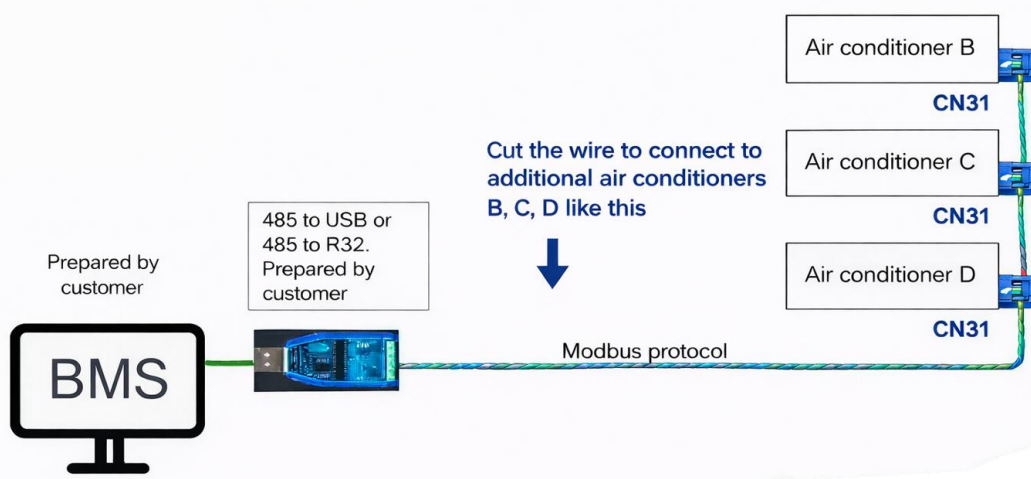 Air conditioner B
CN31
Cut the wire to connect to
additional air conditioners
B, C, D like this
Air conditioner C
CN31
485 to USB or
485 to R32.
Prepared by
customer
Prepared by
customer
Air conditioner D
CN31
Modbus protocol
BMS